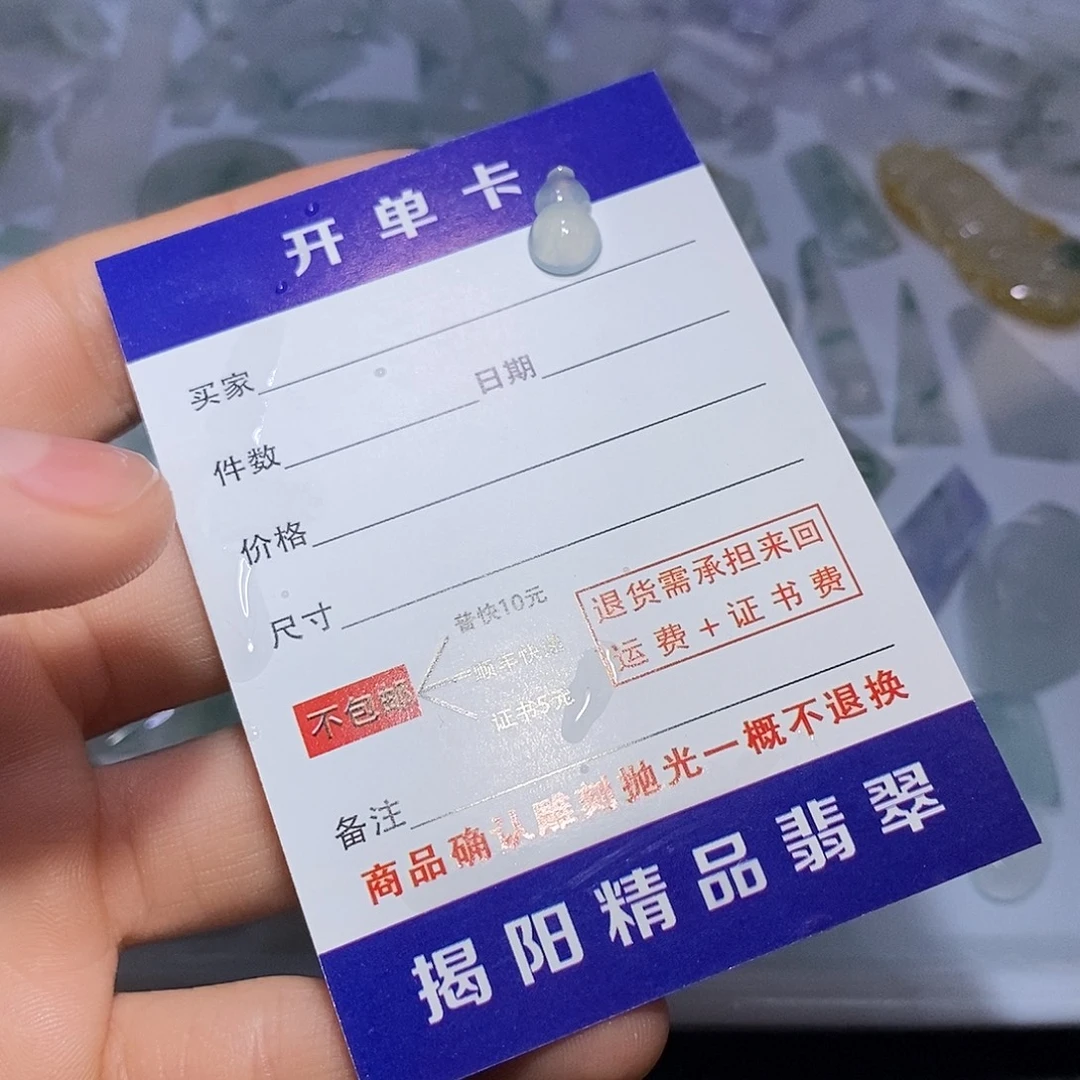 开单卡
买家
件数 日期
价格
尺寸
普快10元
不包邮 顺丰快递
证书5元
退货需承担来回
运费+证书费
备注
商品确认雕刻抛光一概不退换
揭阳精品翡翠